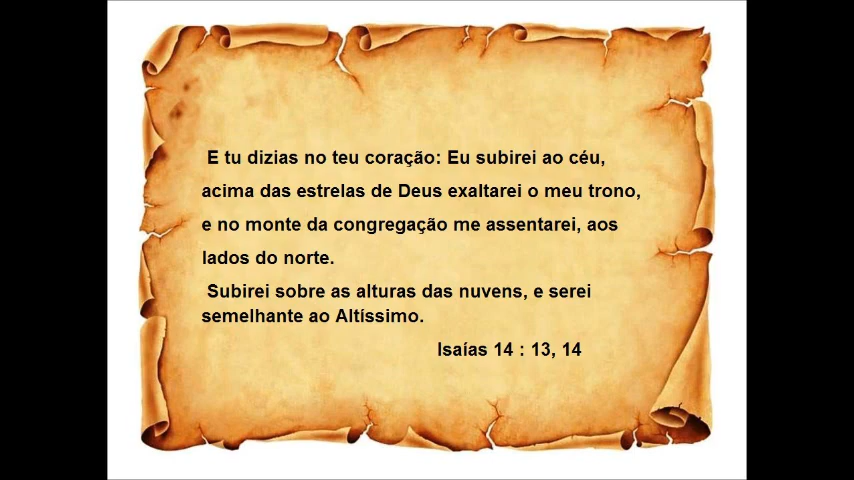 E tu dizias no teu coração: Eu subirei ao céu,
acima das estrelas de Deus exaltarei o meu trono,
e no monte da congregação me assentarei, aos
lados do norte.
Subirei sobre as alturas das nuvens, e serei
semelhante ao Altíssimo.
Isaías 14 : 13, 14